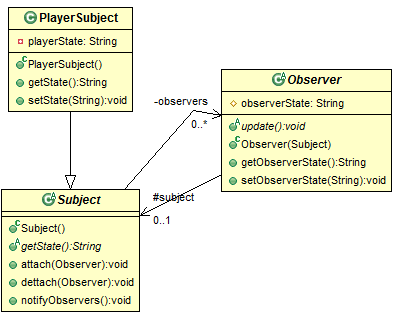 PlayerSubject
playerState: String
PlayerSubject()
getState():String
setState(String):void
Observer
observerState: String
update():void
Observer(Subject)
getObserverState():String
setObserverState(String):void
-observers
0..*
#subject
0..1
Subject
Subject()
getState():String
attach(Observer):void
dettach(Observer):void
notifyObservers():void